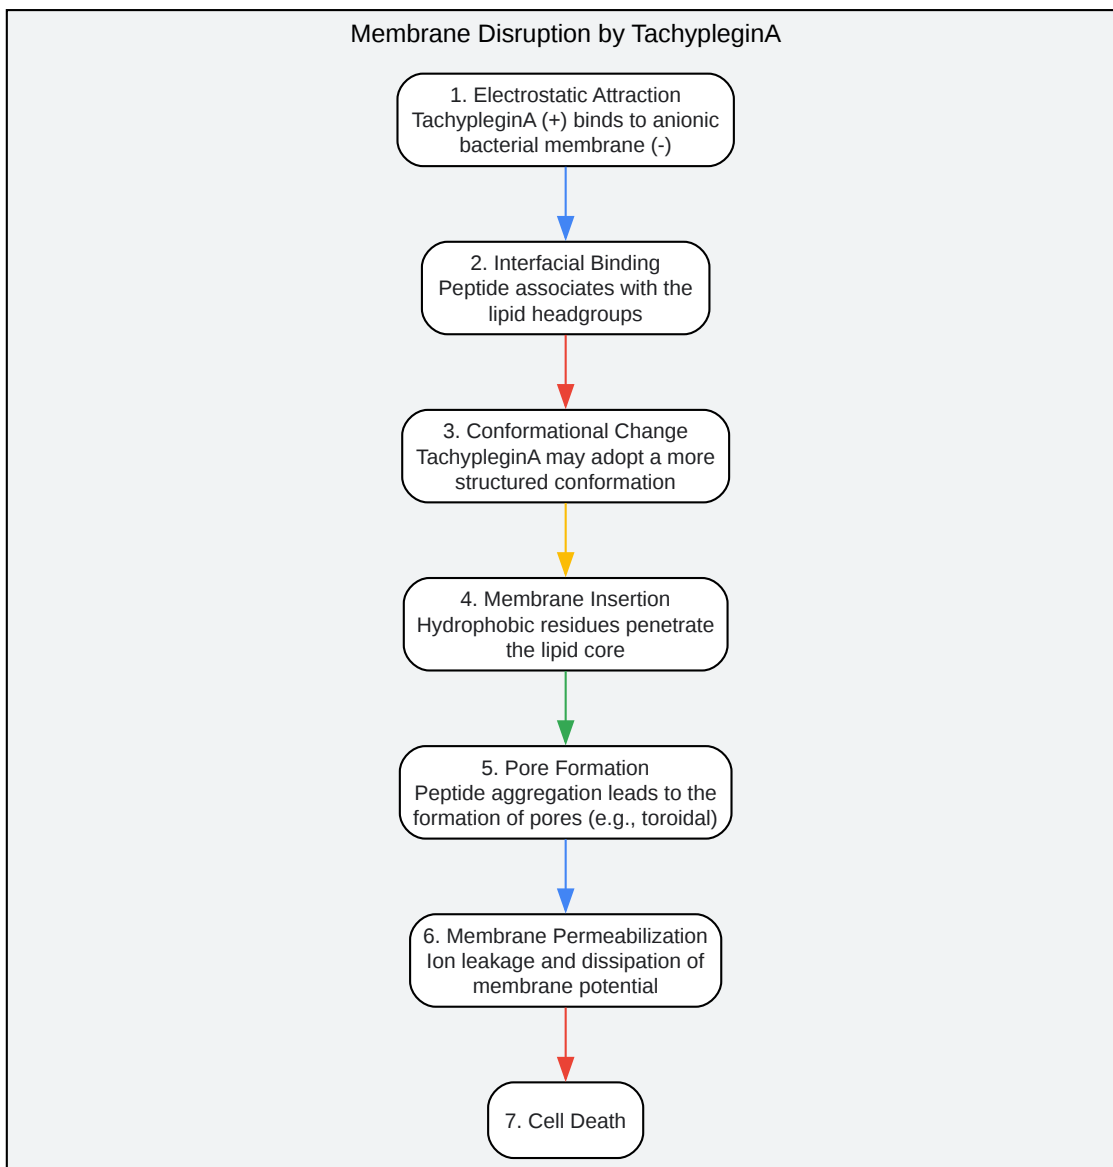 Membrane Disruption by TachypleginA
1. Electrostatic Attraction
TachypleginA (+) binds to anionic
bacterial membrane (-)
2. Interfacial Binding
Peptide associates with the
lipid headgroups
3. Conformational Change
TachypleginA may adopt a more
structured conformation
4. Membrane Insertion
Hydrophobic residues penetrate
the lipid core
5. Pore Formation
Peptide aggregation leads to the
formation of pores (e.g., toroidal)
6. Membrane Permeabilization
Ion leakage and dissipation of
membrane potential
7. Cell Death